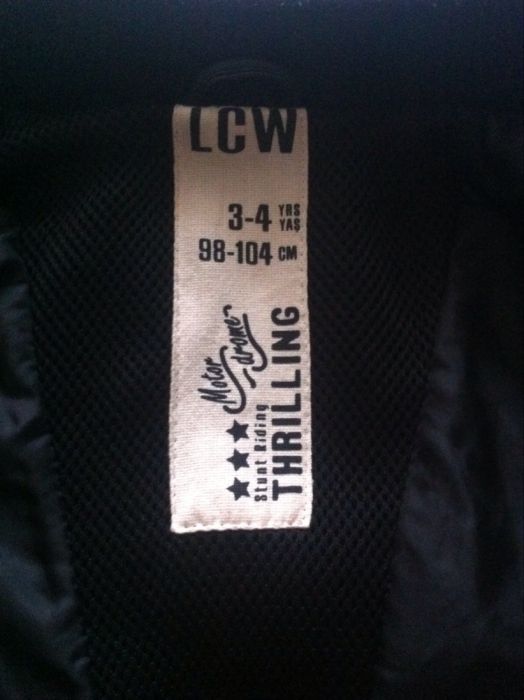 LCW
3-4 YRS
YAŞ
98-104 CM
Motor
drome
★★★
Stunt Riding
THRILLING